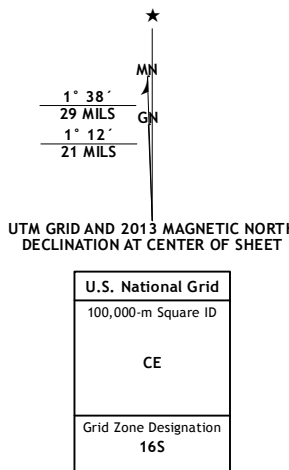 MN
1° 38´
29 MILS
GN
1° 12´
21 MILS
UTM GRID AND 2013 MAGNETIC NORTH
DECLINATION AT CENTER OF SHEET
U.S. National Grid
100,000-m Square ID
CE
Grid Zone Designation
16S